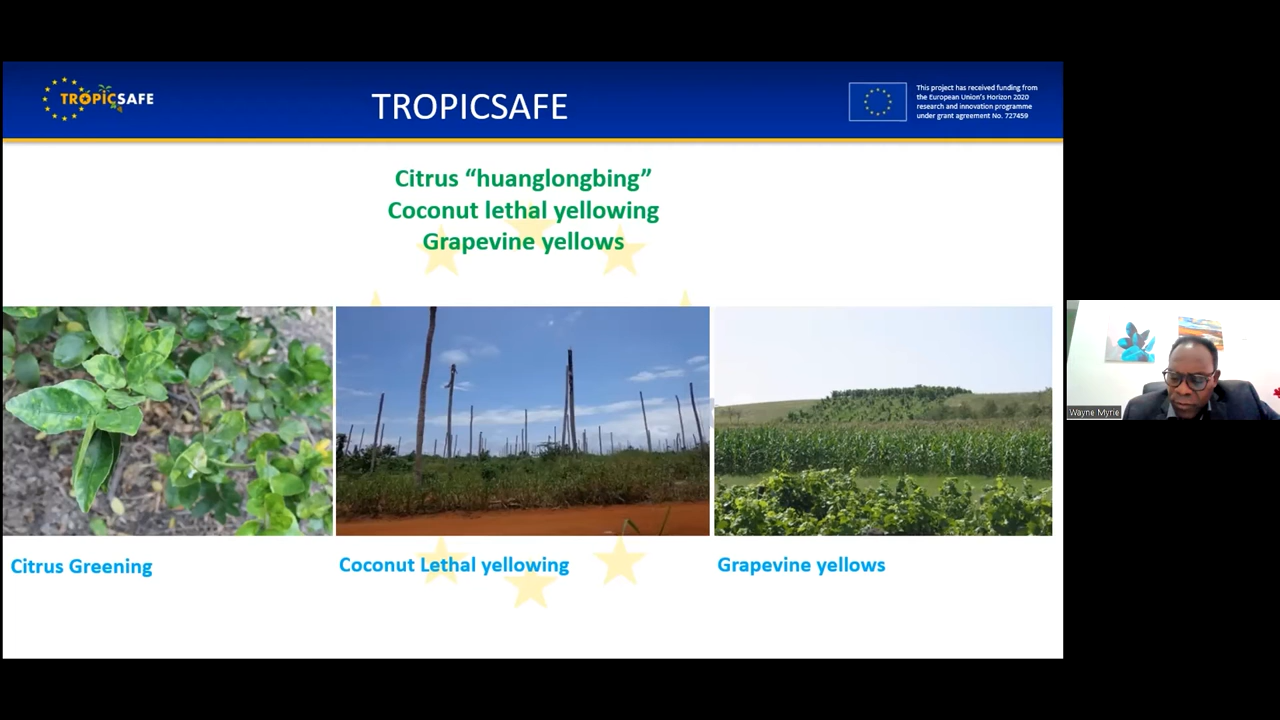 TROPICSAFE
TROPICSAFE
This project has received funding from
the European Union's Horizon 2020
research and innovation programme
under grant agreement No. 727459
Citrus “huanglongbing”
Coconut lethal yellowing
Grapevine yellows
Citrus Greening
Coconut Lethal yellowing
Grapevine yellows
Wayne Myrie